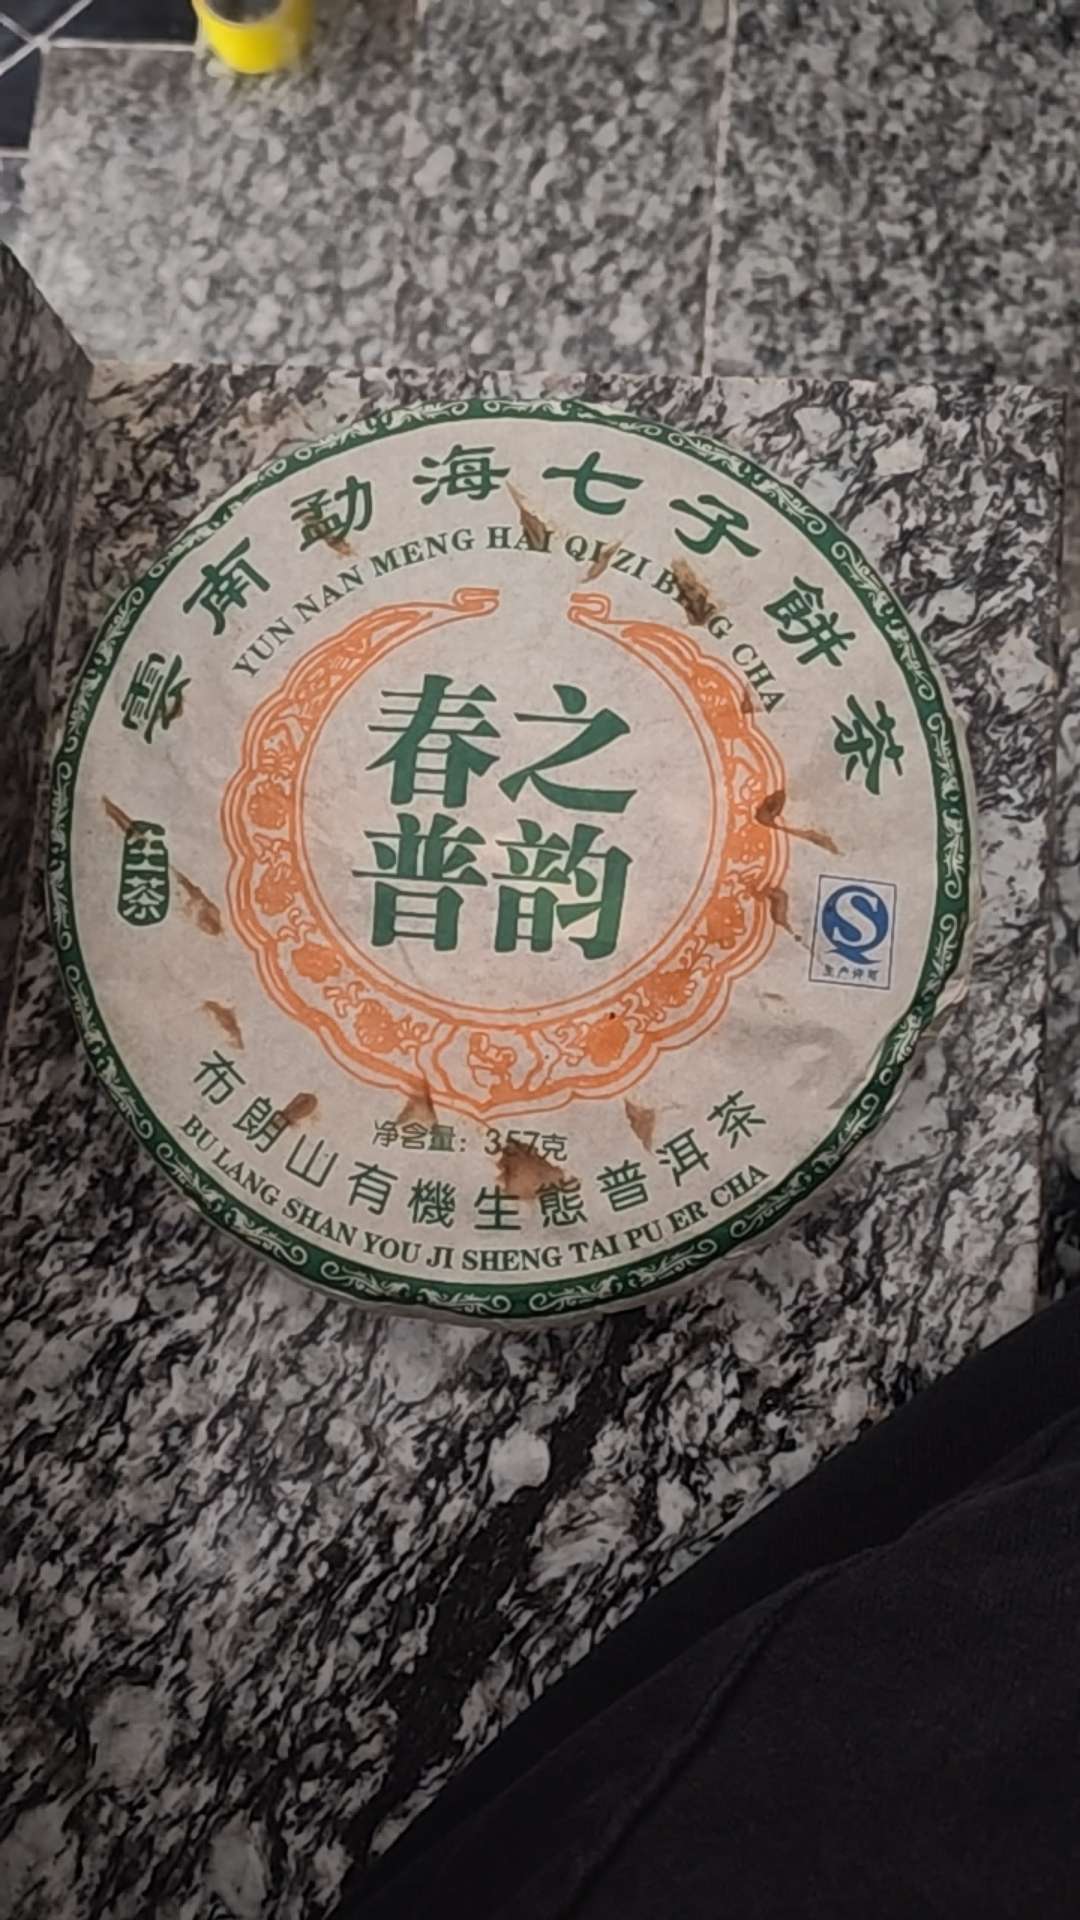 雲南勐海七子餅茶
YUN NAN MENG HAI QI ZI BING CHA
春之
普韵
生茶
S
生产许可
净含量：357克
布朗山有機生態普洱茶
BU LANG SHAN YOU JI SHENG TAI PU ER CHA